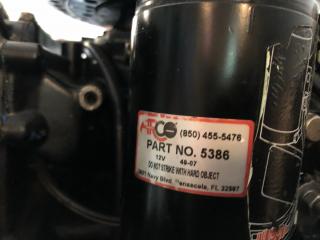 ARCO (850) 455-5476
PART NO. 5386
12V 49-07
DO NOT STRIKE WITH HARD OBJECT
Navy Blvd. Pensacola, FL 32507